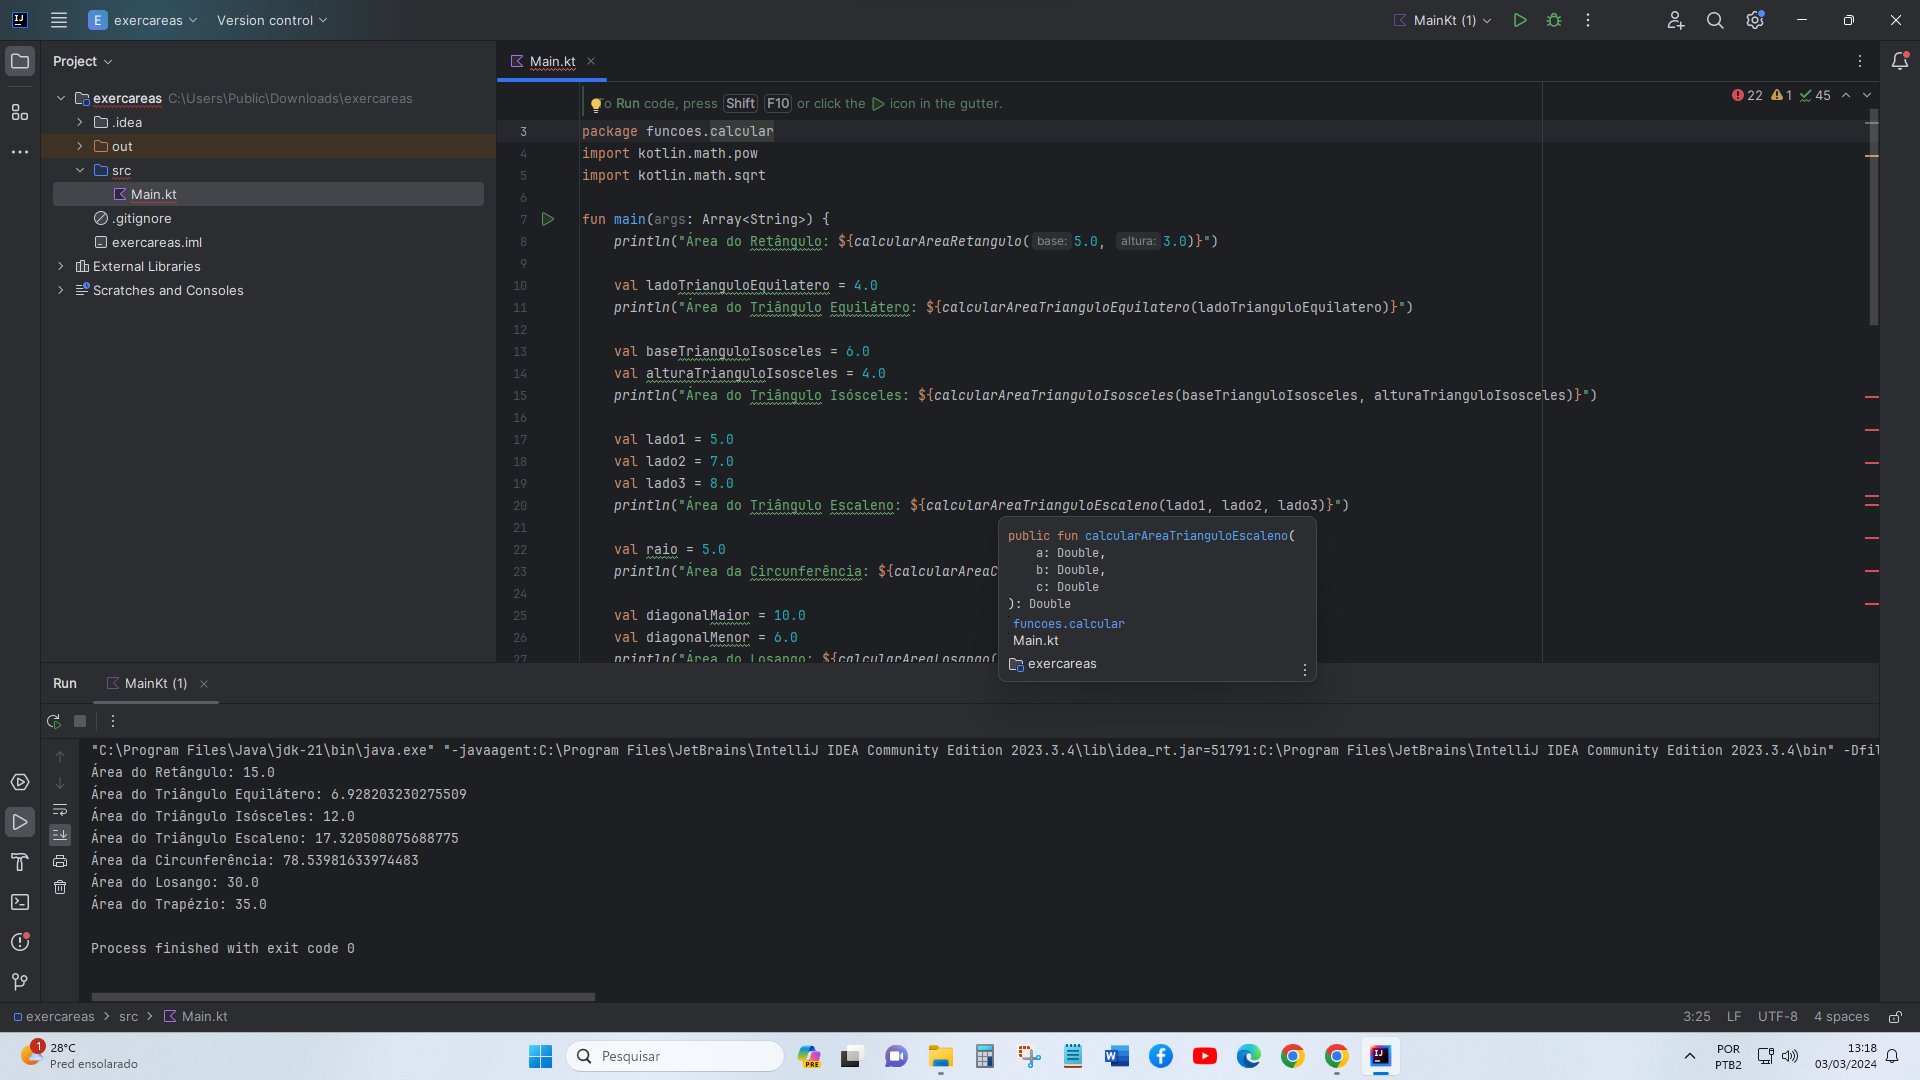 exercareas
Version control
MainKt (1)
Project
Main.kt
exercareas C:\Users\Public\Downloads\exercareas
.idea
out
src
Main.kt
.gitignore
exercareas.iml
External Libraries
Scratches and Consoles
To Run code, press Shift F10 or click the icon in the gutter.
22 1 45
3 package funcoes.calcular
4 import kotlin.math.pow
5 import kotlin.math.sqrt
6
7 fun main(args: Array<String>) {
8 println("Área do Retângulo: ${calcularAreaRetangulo( base: 5.0, altura: 3.0)}")
9
10 val ladoTrianguloEquilatero = 4.0
11 println("Área do Triângulo Equilátero: ${calcularAreaTrianguloEquilatero(ladoTrianguloEquilatero)}")
12
13 val baseTrianguloIsosceles = 6.0
14 val alturaTrianguloIsosceles = 4.0
15 println("Área do Triângulo Isósceles: ${calcularAreaTrianguloIsosceles(baseTrianguloIsosceles, alturaTrianguloIsosceles)}")
16
17 val lado1 = 5.0
18 val lado2 = 7.0
19 val lado3 = 8.0
20 println("Área do Triângulo Escaleno: ${calcularAreaTrianguloEscaleno(lado1, lado2, lado3)}")
21
22 val raio = 5.0
23 println("Área da Circunferência: ${calcularAreaC
24
25 val diagonalMaior = 10.0
26 val diagonalMenor = 6.0
27 println("Área do Losango: ${calcularAreaLosango(
public fun calcularAreaTrianguloEscaleno(
a: Double,
b: Double,
c: Double
): Double
funcoes.calcular
Main.kt
exercareas
Run MainKt (1)
"C:\Program Files\Java\jdk-21\bin\java.exe" "-javaagent:C:\Program Files\JetBrains\IntelliJ IDEA Community Edition 2023.3.4\lib\idea_rt.jar=51791:C:\Program Files\JetBrains\IntelliJ IDEA Community Edition 2023.3.4\bin" -Dfil
Área do Retângulo: 15.0
Área do Triângulo Equilátero: 6.928203230275509
Área do Triângulo Isósceles: 12.0
Área do Triângulo Escaleno: 17.320508075688775
Área da Circunferência: 78.53981633974483
Área do Losango: 30.0
Área do Trapézio: 35.0
Process finished with exit code 0
exercareas > src > Main.kt
3:25 LF UTF-8 4 spaces
1
28°C
Pred ensolarado
Pesquisar
PRE
POR
PTB2
13:18
03/03/2024